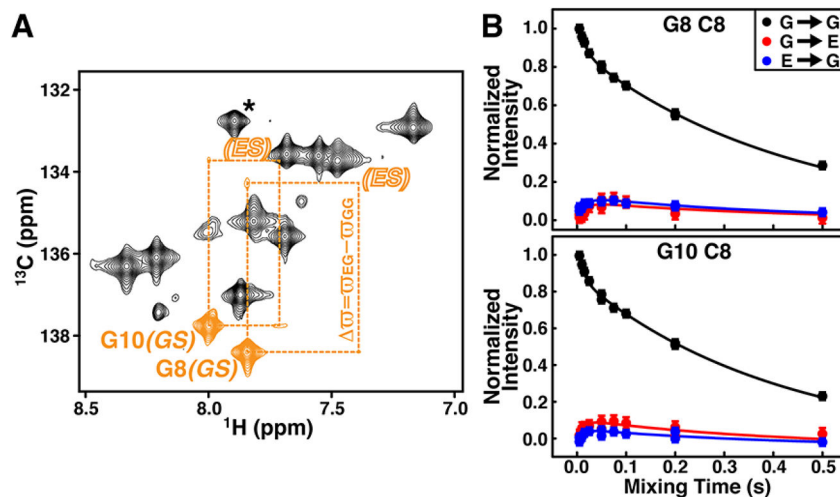 A
132
134
136
138
¹³C (ppm)
*
(ES)
(ES)
Δϖ=ϖEG−ϖGG
G10(GS)
G8(GS)
8.5
8.0
7.5
7.0
¹H (ppm)
B
G8 C8
G→G
G→E
E→G
1.0
0.8
0.6
0.4
0.2
0.0
Normalized
Intensity
G10 C8
1.0
0.8
0.6
0.4
0.2
0.0
Normalized
Intensity
0.0
0.1
0.2
0.3
0.4
0.5
Mixing Time (s)